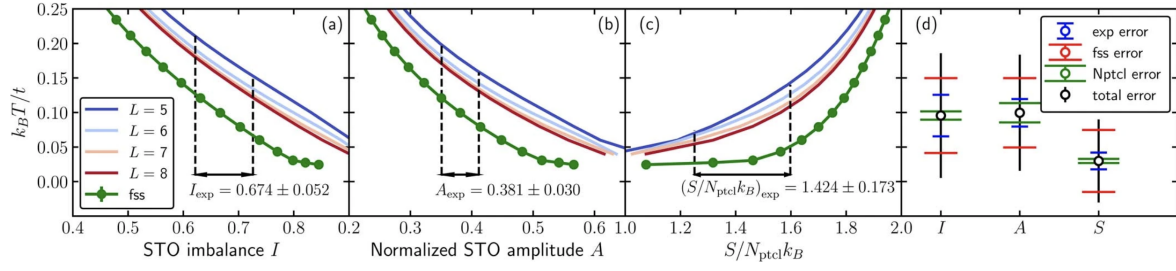 (a)
(b)
(c)
(d)
k_BT/t
0.25
0.20
0.15
0.10
0.05
0.00
L = 5
L = 6
L = 7
L = 8
fss
I_exp = 0.674 ± 0.052
A_exp = 0.381 ± 0.030
(S/N_ptcl k_B)_exp = 1.424 ± 0.173
exp error
fss error
Nptcl error
total error
0.4 0.5 0.6 0.7 0.8
0.2 0.3 0.4 0.5 0.6
1.0 1.2 1.4 1.6 1.8 2.0
I A S
STO imbalance I
Normalized STO amplitude A
S/N_ptcl k_B